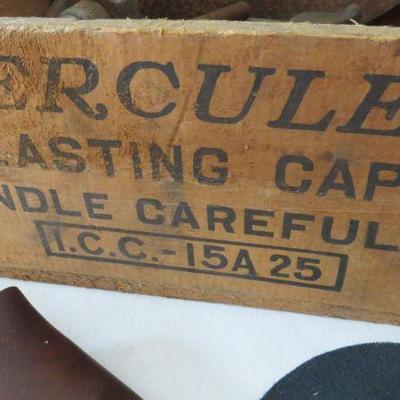 ERCULE
LASTING CAP
NDLE CAREFUL
I.C.C.-15A 25